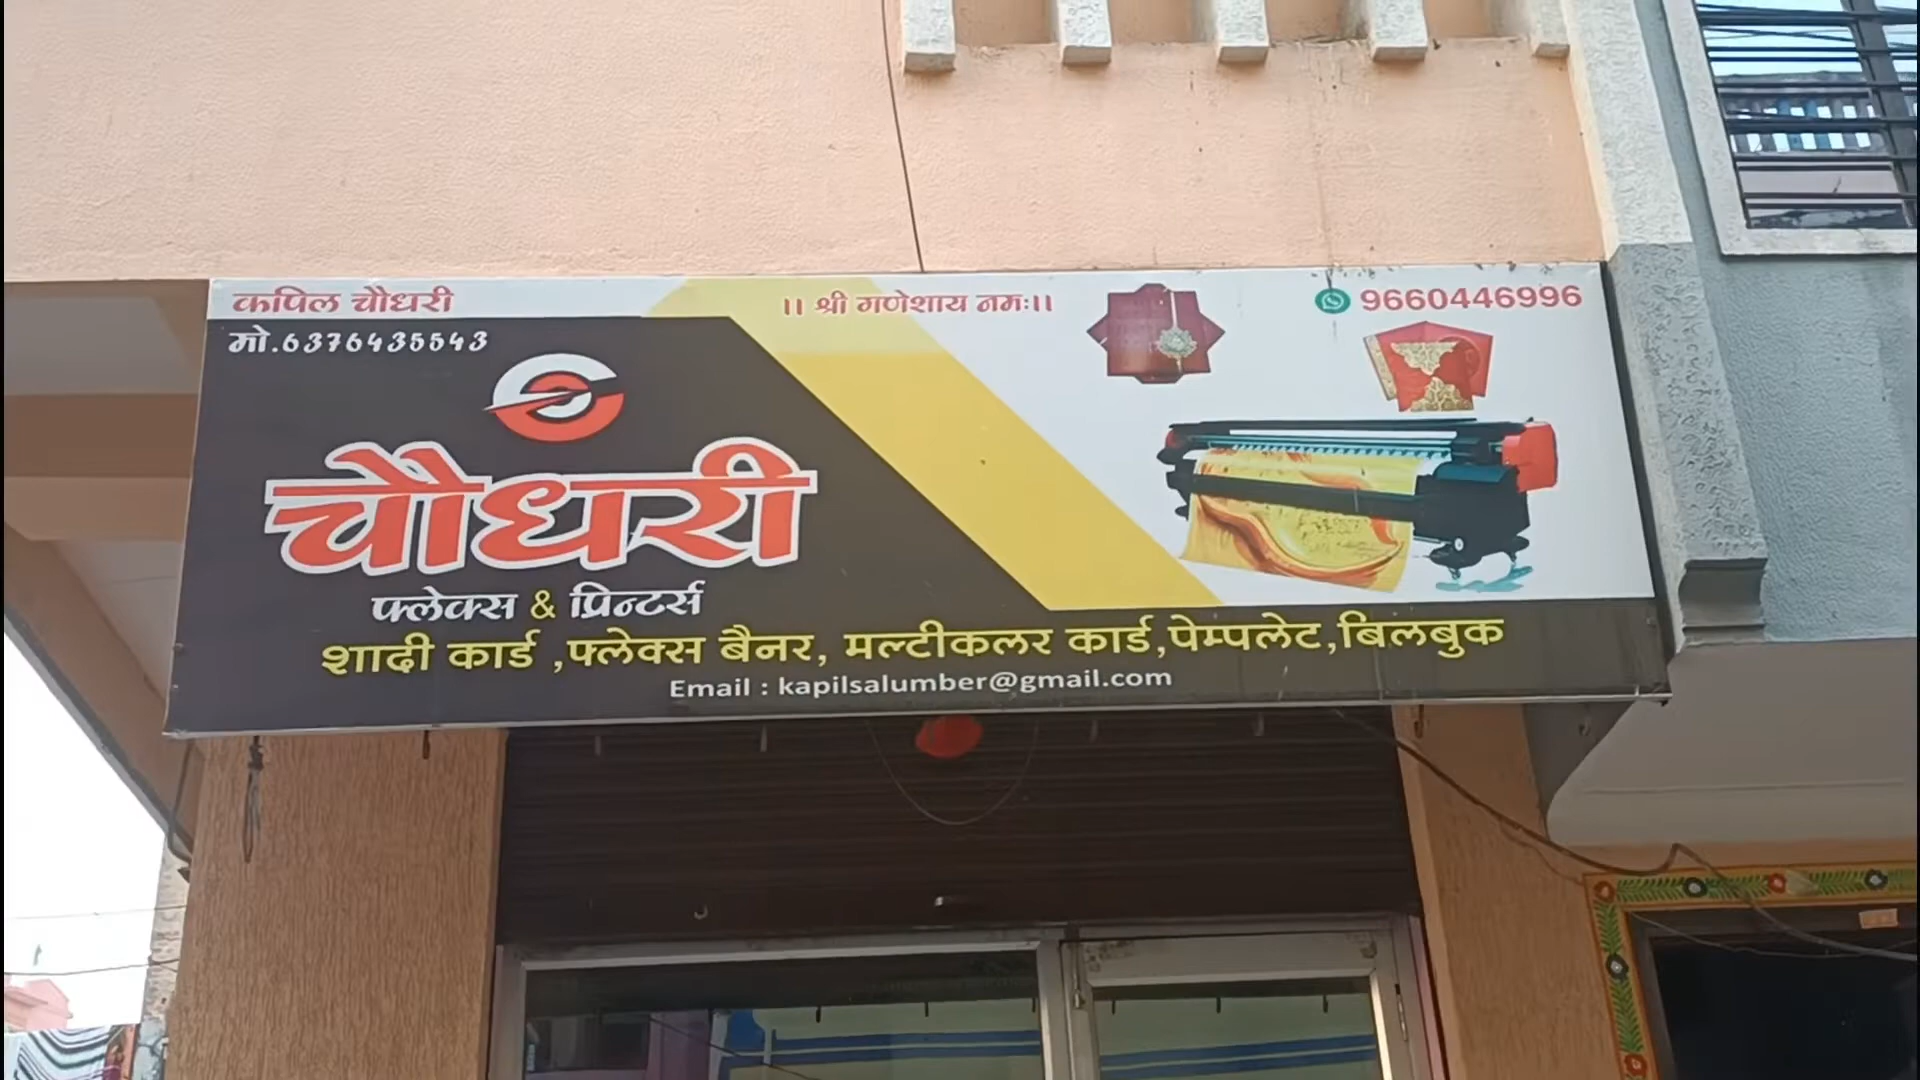 कपिल चौधरी
।। श्री गणेशाय नमः।।
9660446996
मो.6376435543
चौधरी
फ्लेक्स & प्रिन्टर्स
शादी कार्ड ,फ्लेक्स बैनर, मल्टीकलर कार्ड,पेम्पलेट,बिलबुक
Email : kapilsalumber@gmail.com